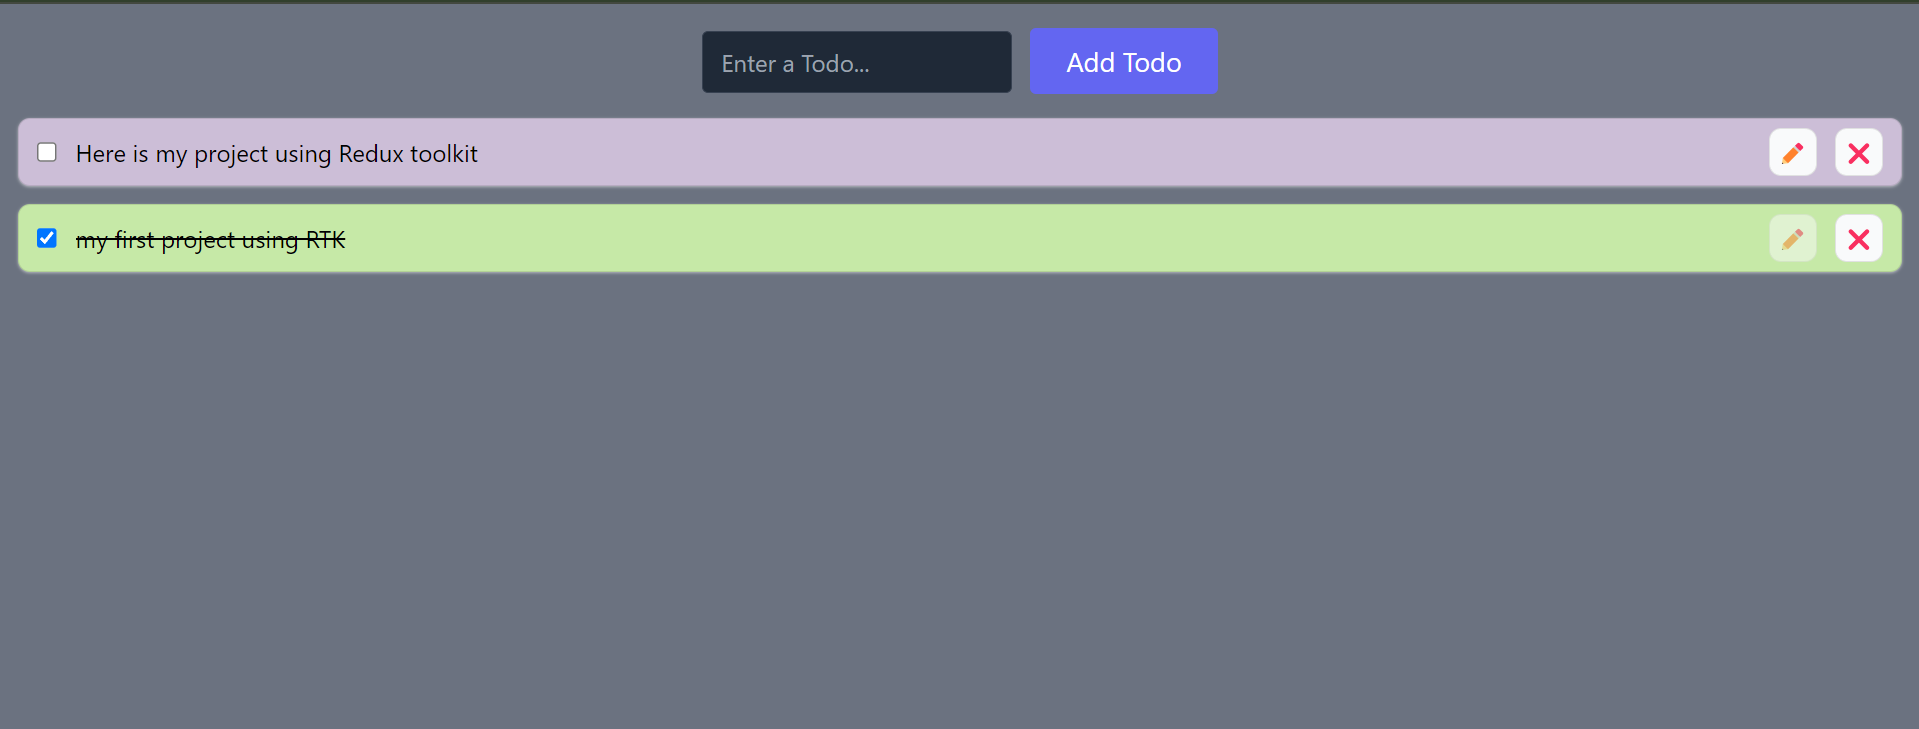 Enter a Todo...
Add Todo
Here is my project using Redux toolkit
my first project using RTK